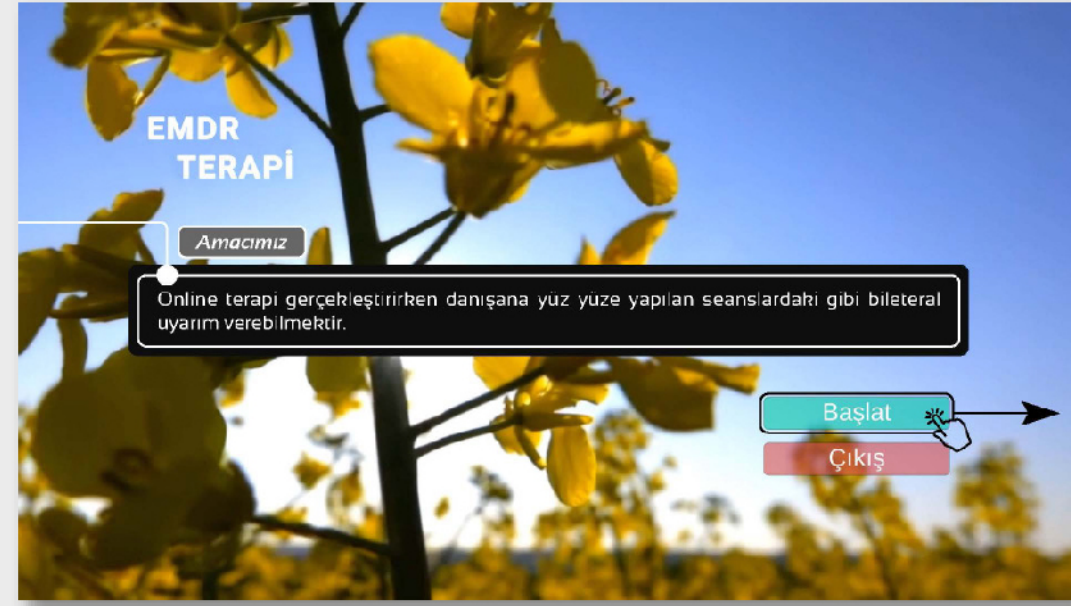 EMDR
TERAPİ
Amacımız
Online terapi gerçekleştirirken danışana yüz yüze yapılan seanslardaki gibi bileteral
uyarım verebilmektir.
Başlat
Çıkış